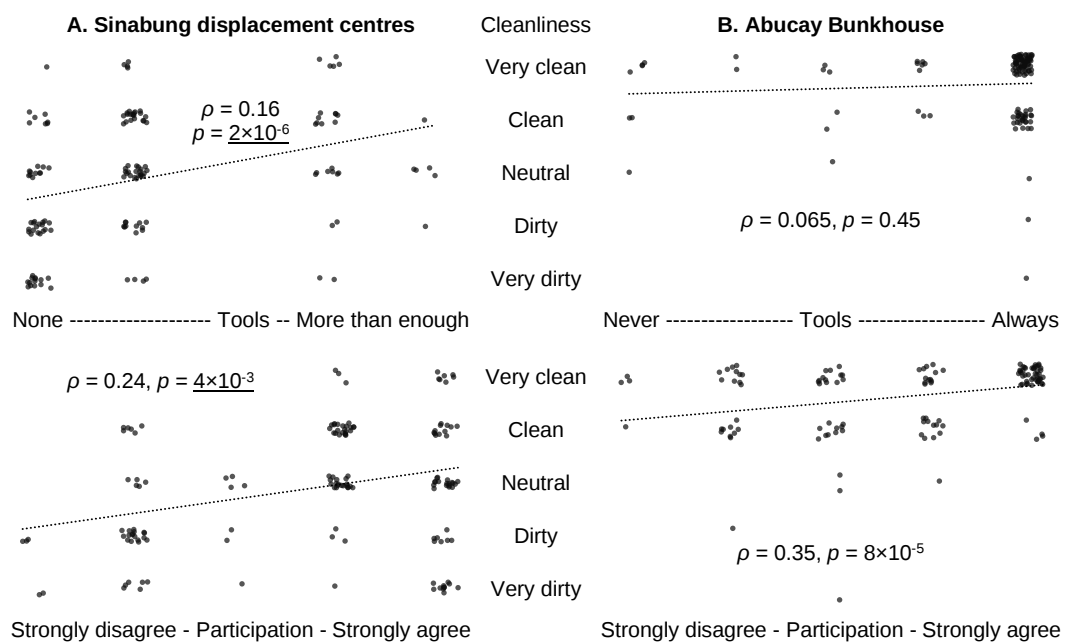 A. Sinabung displacement centres
Cleanliness
B. Abucay Bunkhouse
Very clean
Clean
Neutral
Dirty
Very dirty
ρ = 0.16
p = 2×10⁻⁶
ρ = 0.065, p = 0.45
None -------------------- Tools -- More than enough
Never ------------------ Tools ------------------ Always
ρ = 0.24, p = 4×10⁻³
Very clean
Clean
Neutral
Dirty
Very dirty
ρ = 0.35, p = 8×10⁻⁵
Strongly disagree - Participation - Strongly agree
Strongly disagree - Participation - Strongly agree